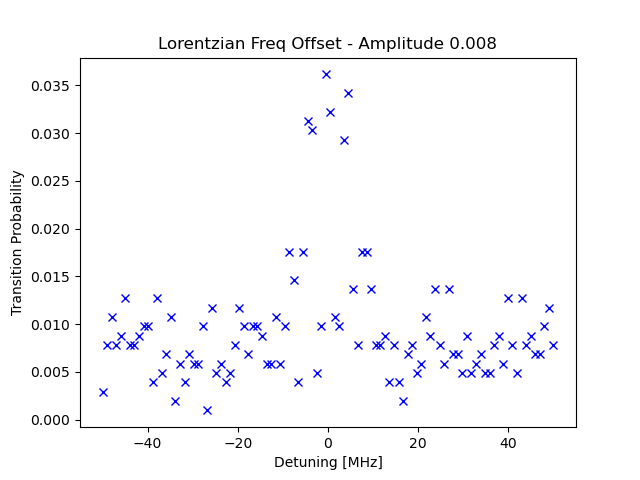 Lorentzian Freq Offset - Amplitude 0.008
Transition Probability
0.035
0.030
0.025
0.020
0.015
0.010
0.005
0.000
−40 −20 0 20 40
Detuning [MHz]